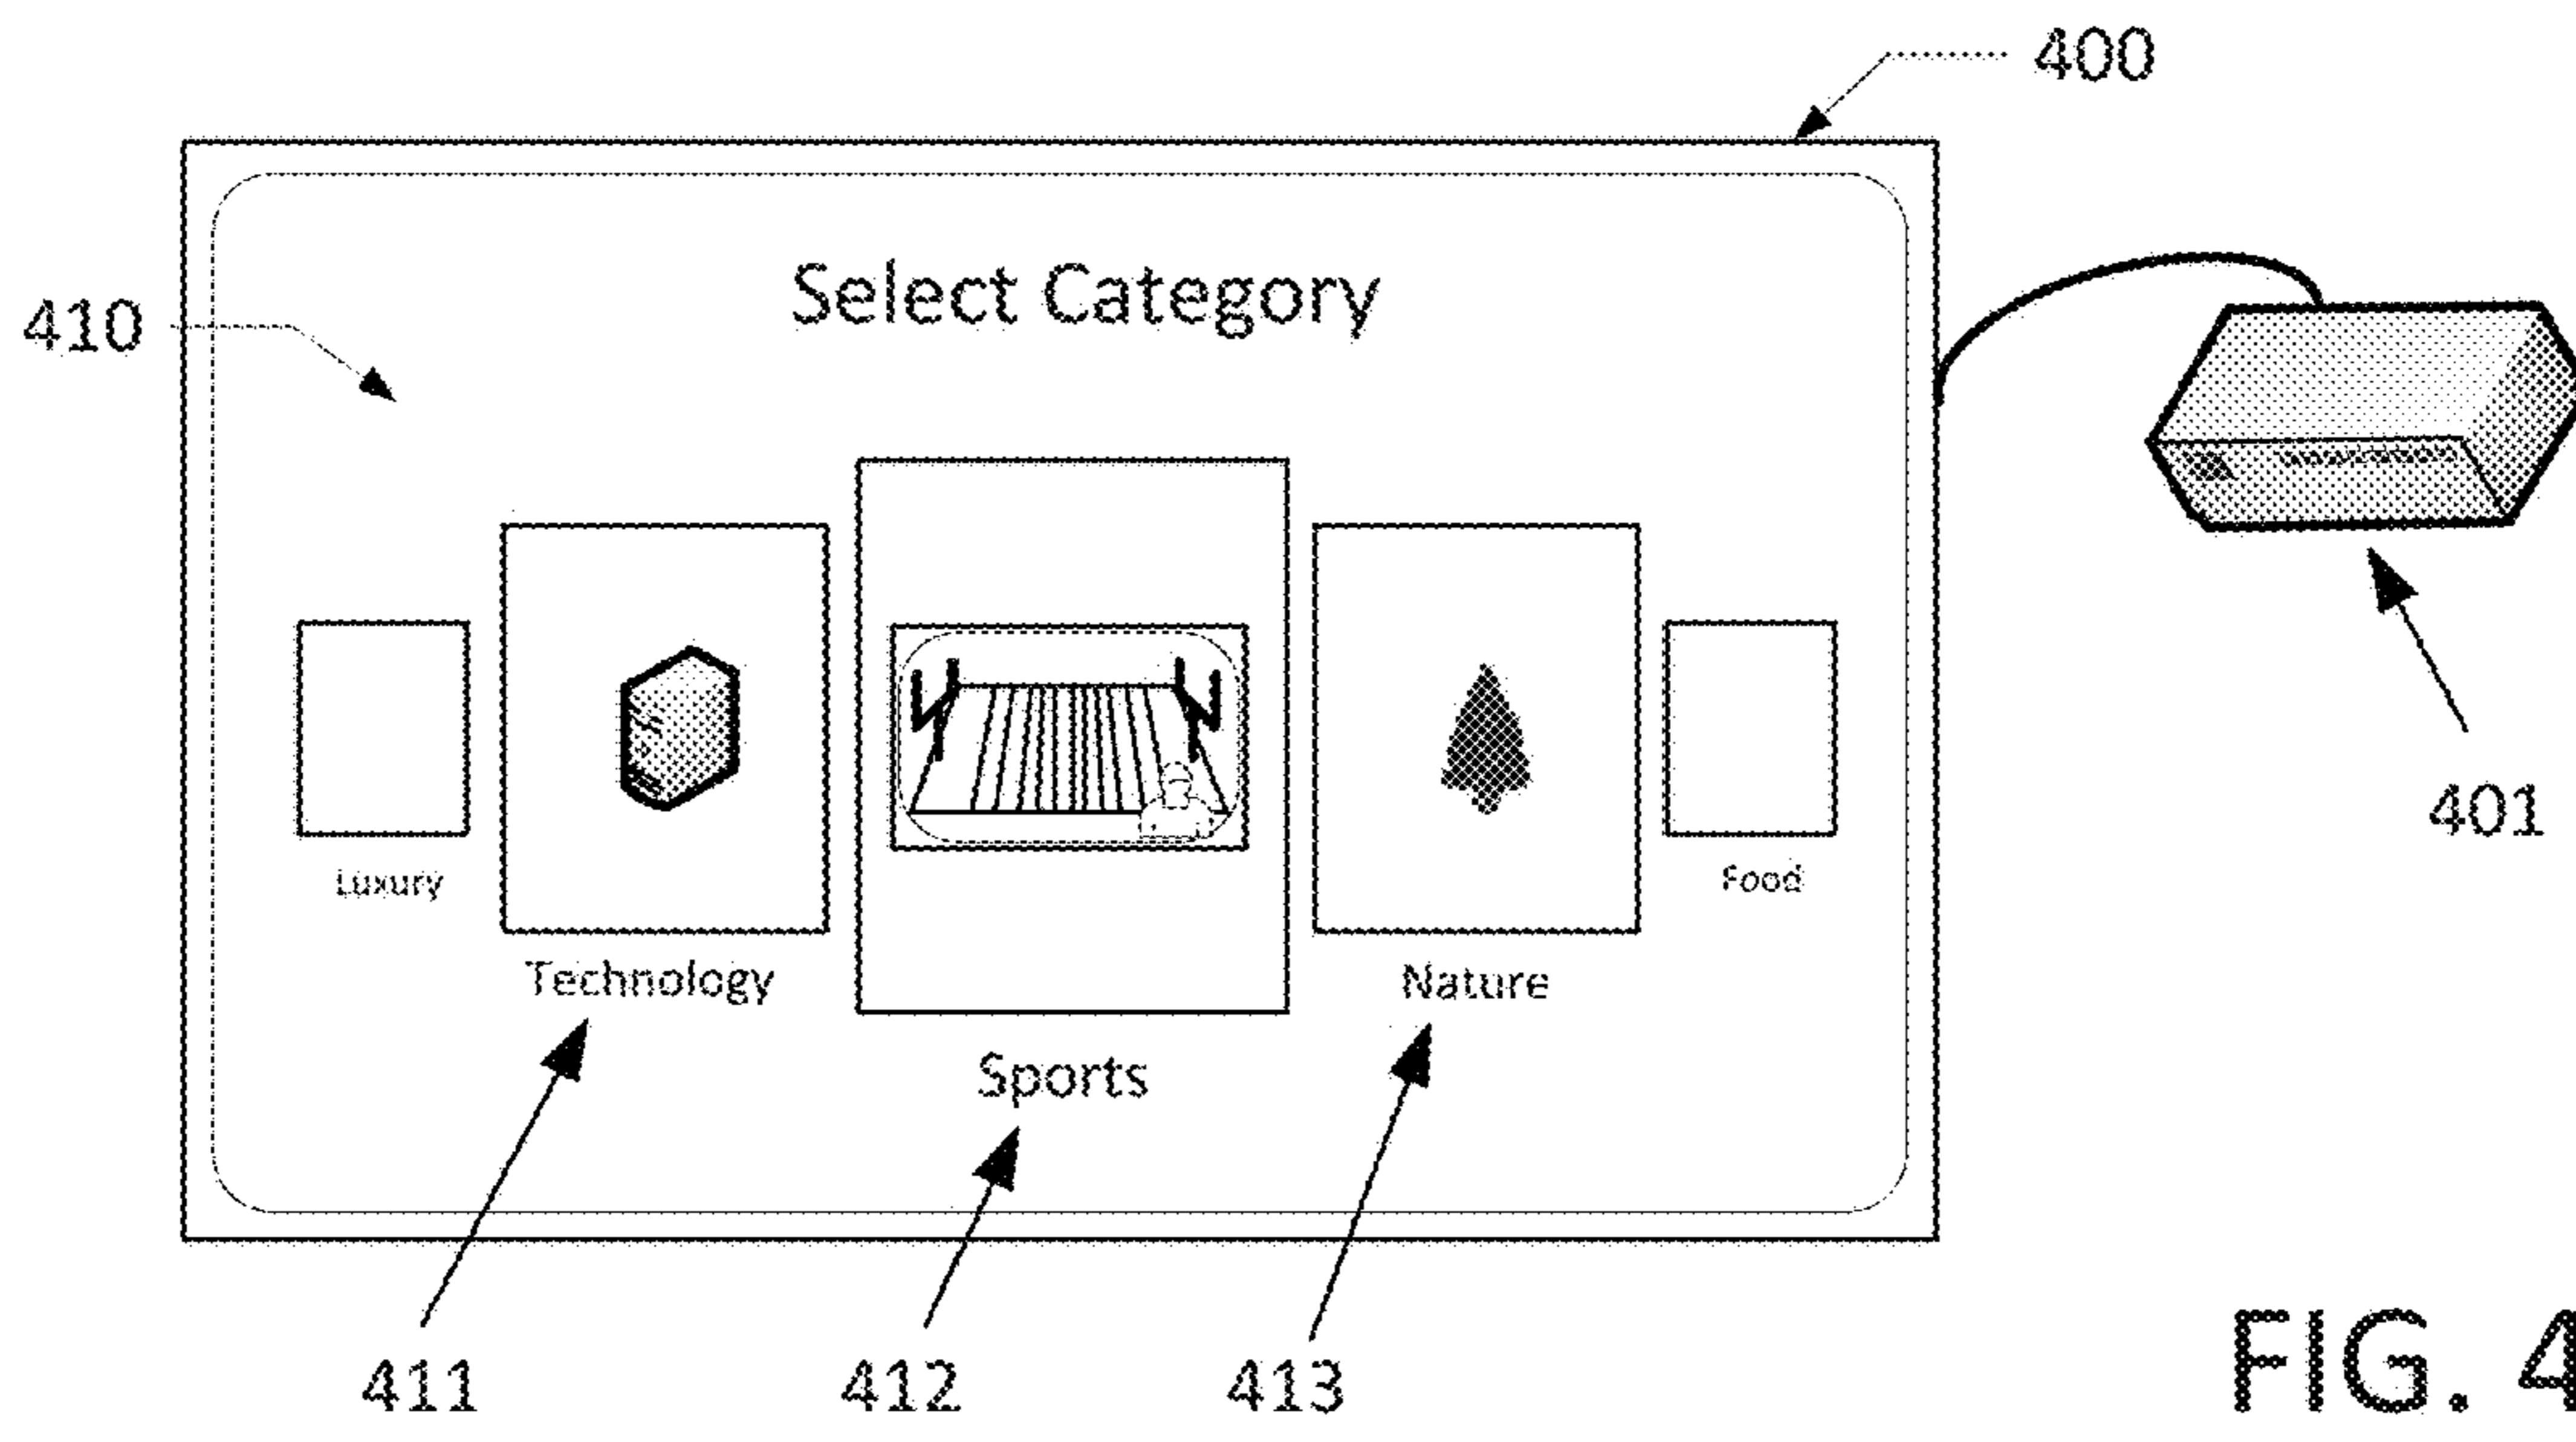 400
Select Category
410
Luxury
Food
401
Technology
Nature
Sports
411
412
413
FIG. 4